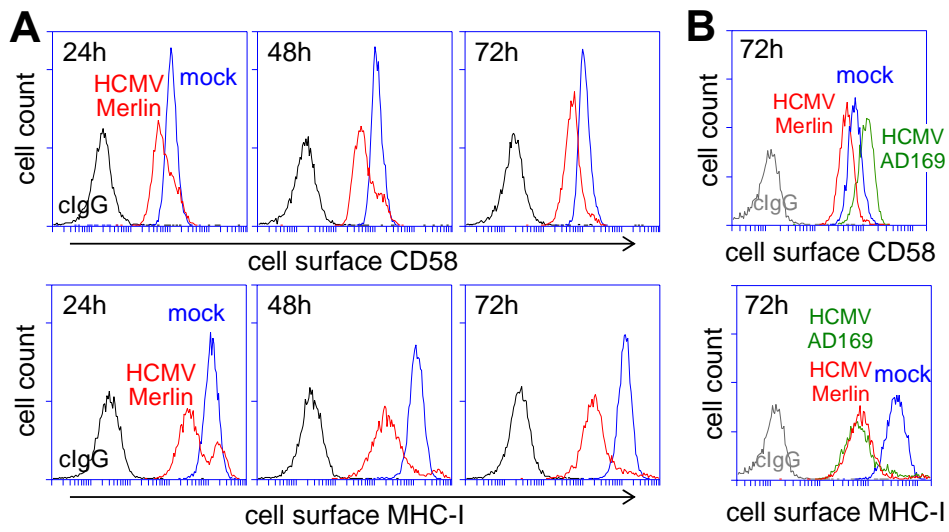 A
24h
HCMV
Merlin
mock
cIgG
cell count
48h
72h
cell surface CD58
24h
mock
HCMV
Merlin
cIgG
cell count
48h
72h
cell surface MHC-I
B
72h
mock
HCMV
Merlin
HCMV
AD169
cIgG
cell count
cell surface CD58
72h
HCMV
AD169
HCMV
Merlin
mock
cIgG
cell count
cell surface MHC-I